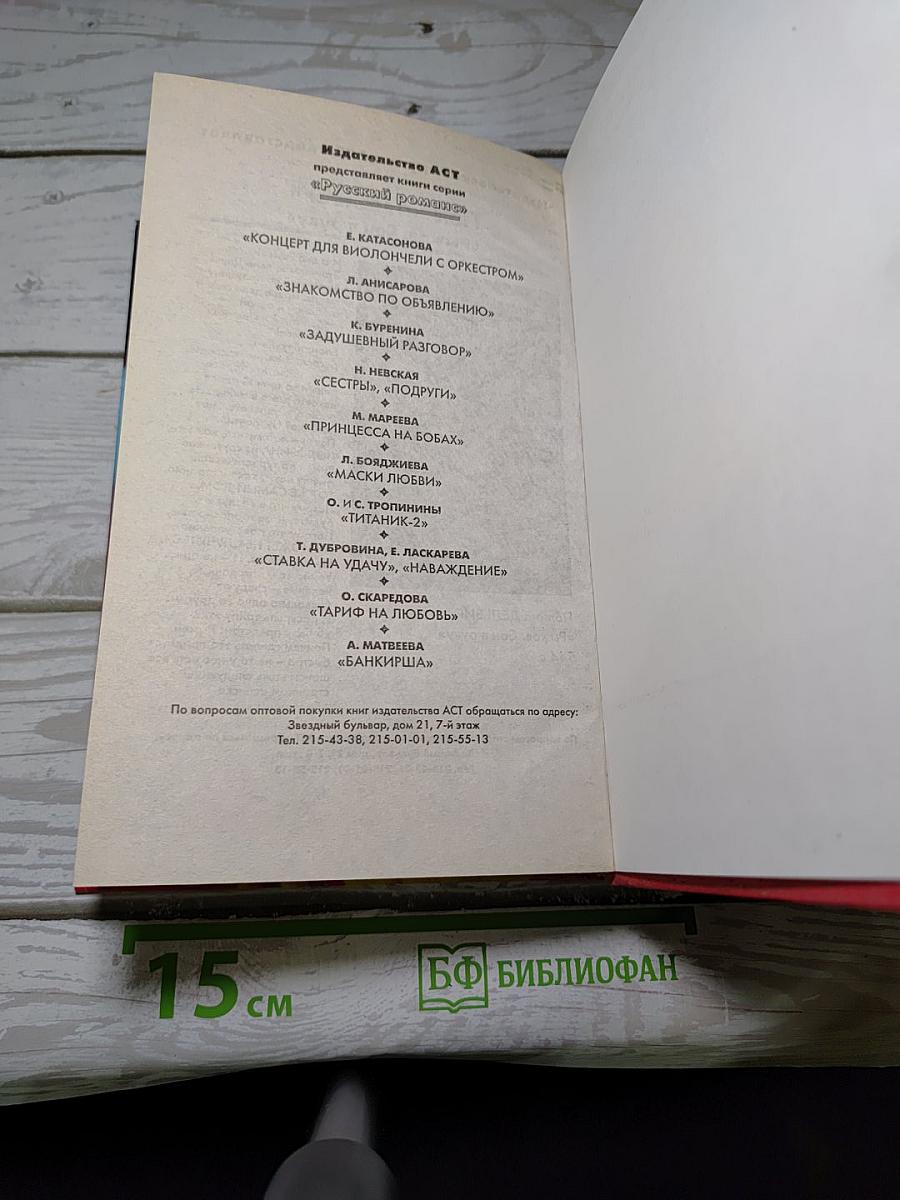 Издательство АСТ
представляет книги серии
«Русский романс»
Е. КАТАСОНОВА
«КОНЦЕРТ ДЛЯ ВИОЛОНЧЕЛИ С ОРКЕСТРОМ»
Л. АНИСАРОВА
«ЗНАКОМСТВО ПО ОБЪЯВЛЕНИЮ»
К. БУРЕНИНА
«ЗАДУШЕВНЫЙ РАЗГОВОР»
Н. НЕВСКАЯ
«СЕСТРЫ», «ПОДРУГИ»
М. МАРЕЕВА
«ПРИНЦЕССА НА БОБАХ»
Л. БОЯДЖИЕВА
«МАСКИ ЛЮБВИ»
О. И С. ТРОПИНИНЫ
«ТИТАНИК-2»
Т. ДУБРОВИНА, Е. ЛАСКАРЕВА
«СТАВКА НА УДАЧУ», «НАВАЖДЕНИЕ»
О. СКАРЕДОВА
«ТАРИФ НА ЛЮБОВЬ»
А. МАТВЕЕВА
«БАНКИРША»
По вопросам оптовой покупки книг издательства АСТ обращаться по адресу:
Звездный бульвар, дом 21, 7-й этаж
Тел. 215-43-38, 215-01-01, 215-55-13
15 см
БФ БИБЛИОФАН